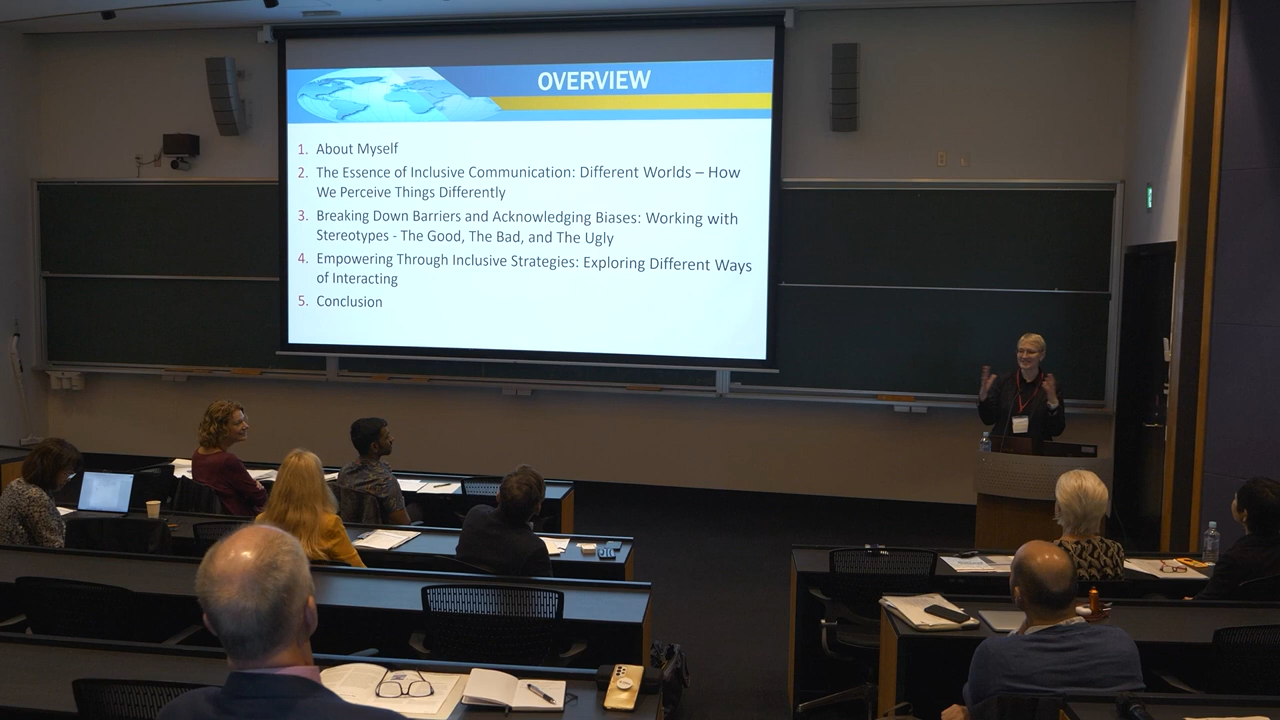 OVERVIEW
1. About Myself
2. The Essence of Inclusive Communication: Different Worlds – How
We Perceive Things Differently
3. Breaking Down Barriers and Acknowledging Biases: Working with
Stereotypes - The Good, The Bad, and The Ugly
4. Empowering Through Inclusive Strategies: Exploring Different Ways
of Interacting
5. Conclusion